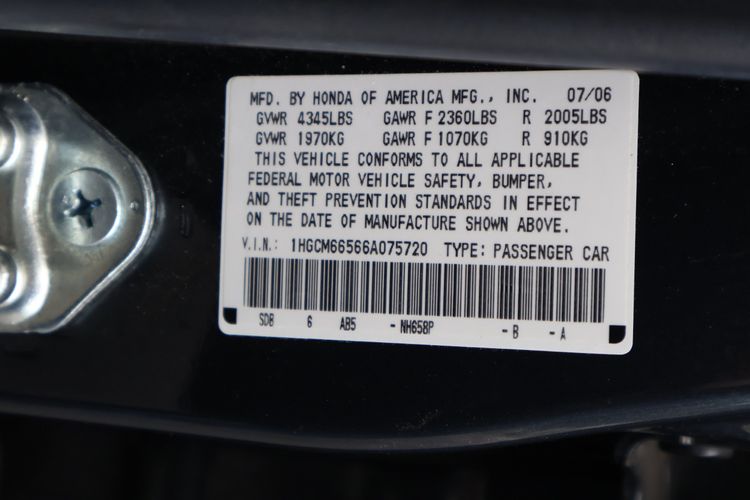 MFD. BY HONDA OF AMERICA MFG., INC. 07/06
GVWR 4345LBS GAWR F 2360LBS R 2005LBS
GVWR 1970KG GAWR F 1070KG R 910KG
THIS VEHICLE CONFORMS TO ALL APPLICABLE
FEDERAL MOTOR VEHICLE SAFETY, BUMPER,
AND THEFT PREVENTION STANDARDS IN EFFECT
ON THE DATE OF MANUFACTURE SHOWN ABOVE.
V.I.N.: 1HGCM66566A075720 TYPE: PASSENGER CAR
SDB 6 AB5 - NH658P - B - A